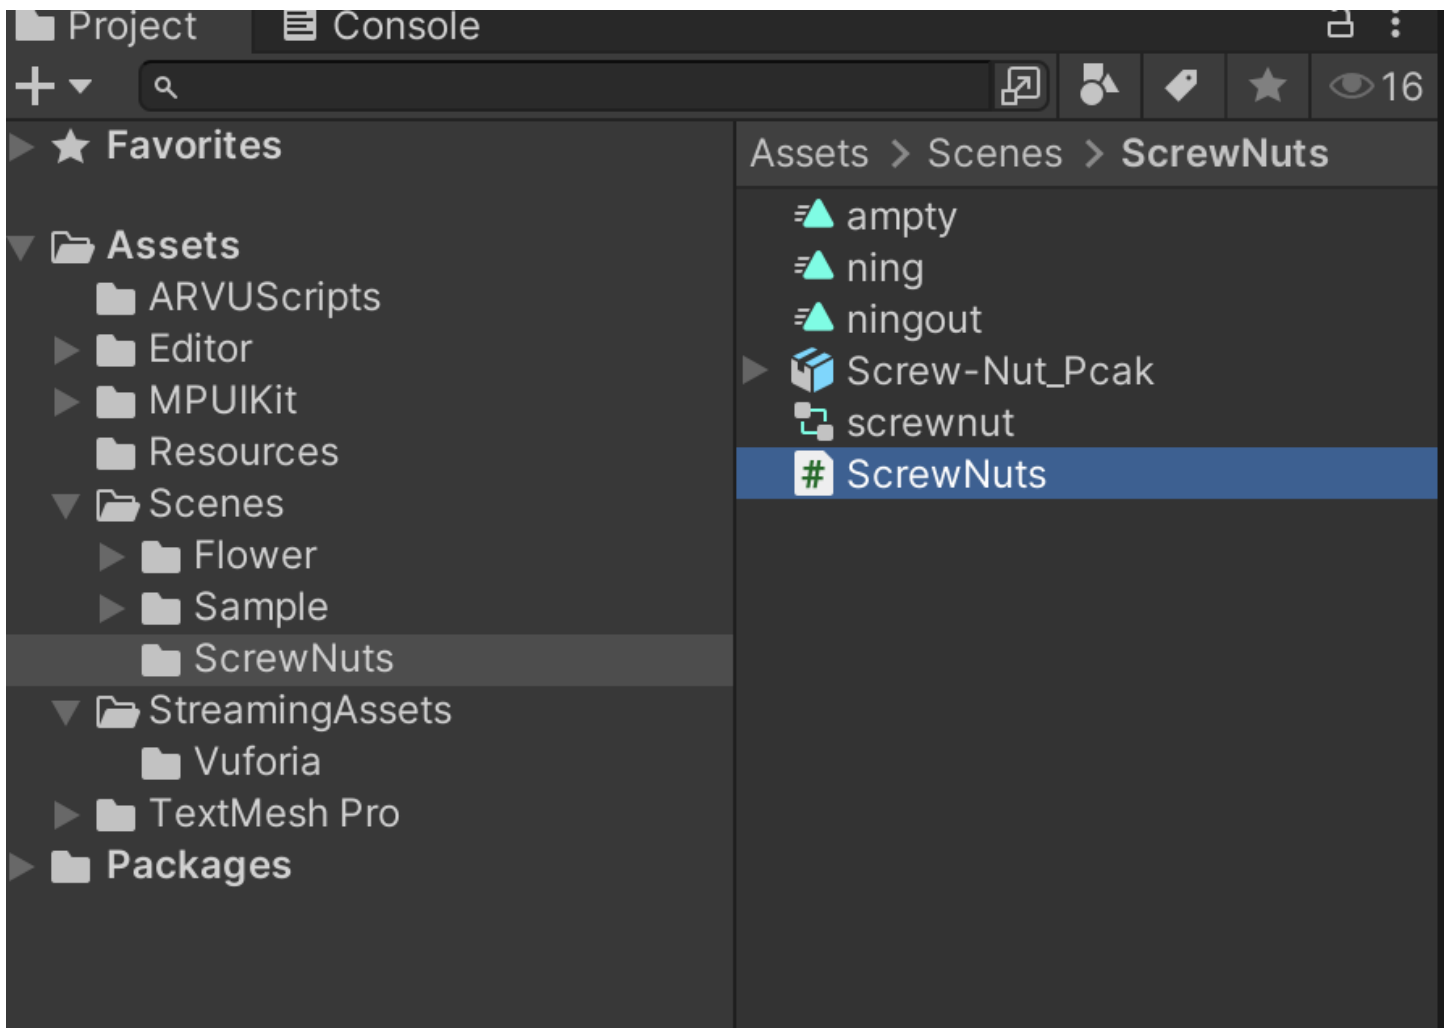 Project
Console
16
Favorites
Assets
ARVUScripts
Editor
MPUIKit
Resources
Scenes
Flower
Sample
ScrewNuts
StreamingAssets
Vuforia
TextMesh Pro
Packages
Assets > Scenes > ScrewNuts
ampty
ning
ningout
Screw-Nut_Pcak
screwnut
# ScrewNuts